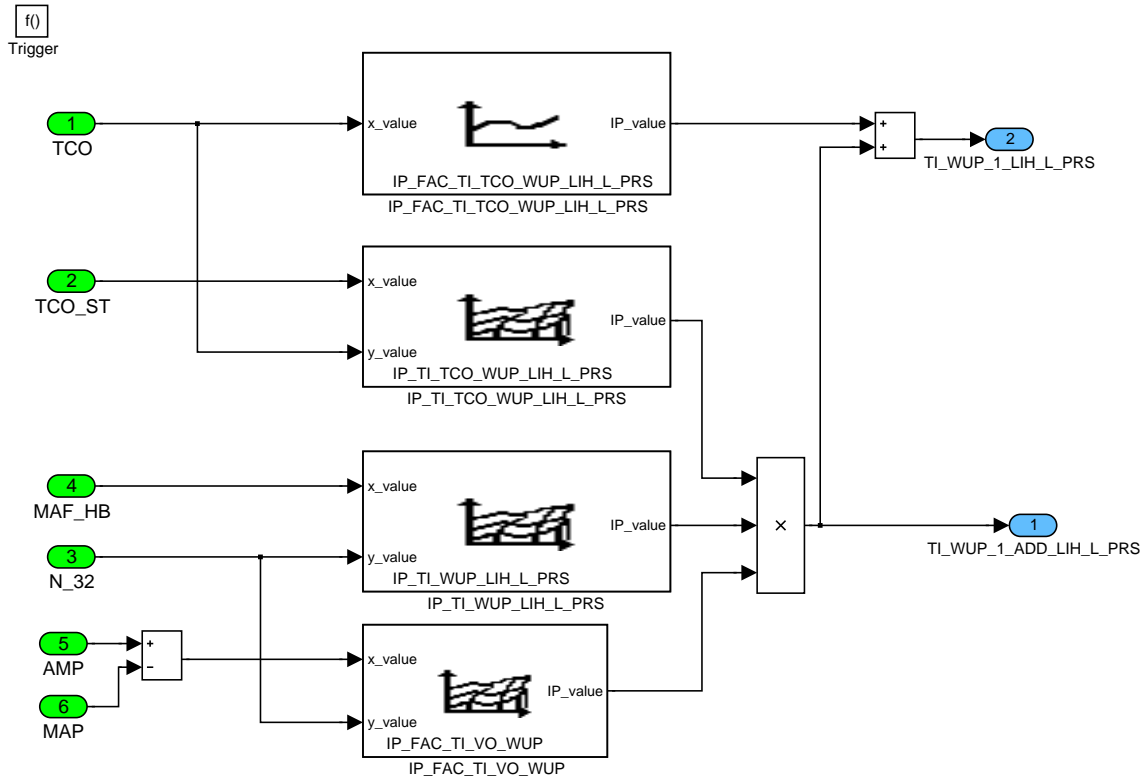 f()
Trigger
1
TCO
x_value
IP_value
IP_FAC_TI_TCO_WUP_LIH_L_PRS
IP_FAC_TI_TCO_WUP_LIH_L_PRS
+
+
2
TI_WUP_1_LIH_L_PRS
2
TCO_ST
x_value
y_value
IP_value
IP_TI_TCO_WUP_LIH_L_PRS
IP_TI_TCO_WUP_LIH_L_PRS
4
MAF_HB
3
N_32
x_value
y_value
IP_value
IP_TI_WUP_LIH_L_PRS
IP_TI_WUP_LIH_L_PRS
×
1
TI_WUP_1_ADD_LIH_L_PRS
5
AMP
6
MAP
+
−
x_value
y_value
IP_value
IP_FAC_TI_VO_WUP
IP_FAC_TI_VO_WUP